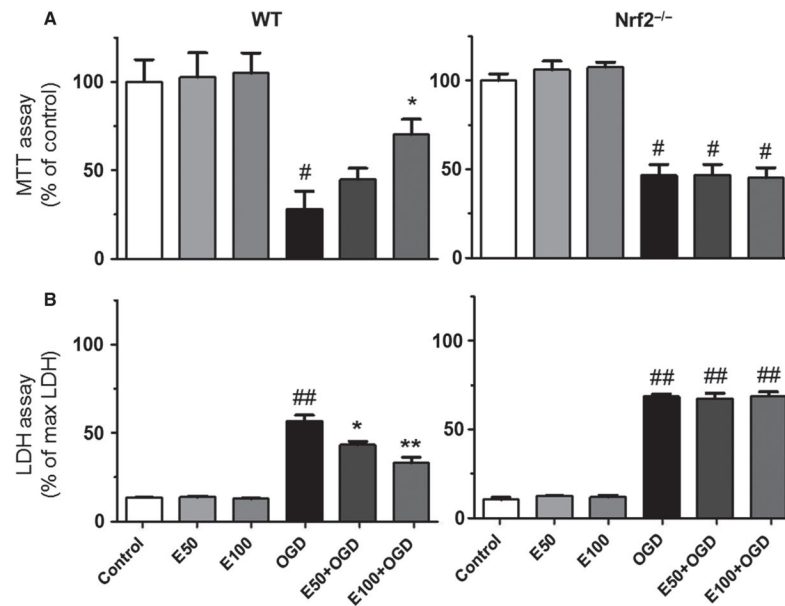 A
WT
Nrf2–/–
MTT assay
(% of control)
100
50
0
#
*
100
50
0
#
#
#
B
LDH assay
(% of max LDH)
100
50
0
##
*
**
100
50
0
##
##
##
Control
E50
E100
OGD
E50+OGD
E100+OGD
Control
E50
E100
OGD
E50+OGD
E100+OGD